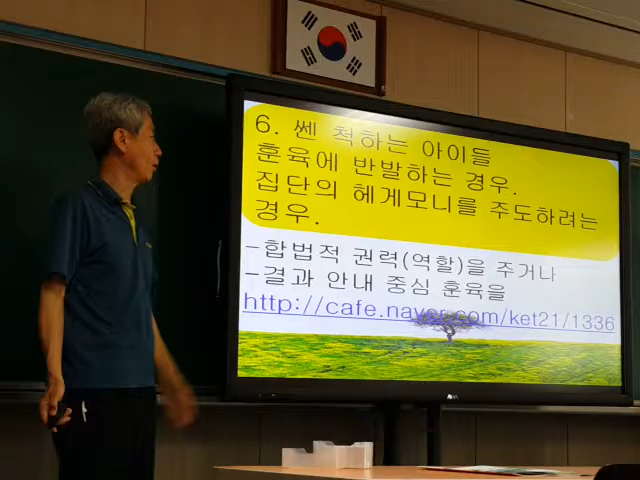 6. 쎈 척하는 아이들
훈육에 반발하는 경우.
집단의 헤게모니를 주도하려는
경우.
-합법적 권력(역할)을 주거나
-결과 안내 중심 훈육을
http://cafe.naver.com/ket21/1336